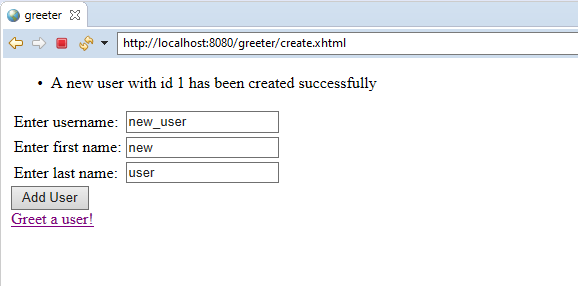 greeter
http://localhost:8080/greeter/create.xhtml
• A new user with id 1 has been created successfully
Enter username: new_user
Enter first name: new
Enter last name: user
Add User
Greet a user!